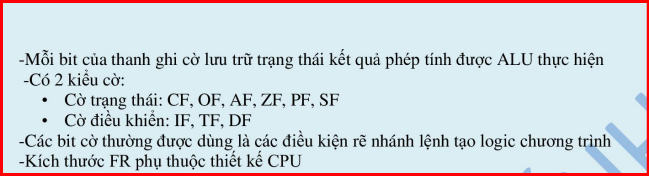 -Mỗi bit của thanh ghi cờ lưu trữ trạng thái kết quả phép tính được ALU thực hiện
-Có 2 kiểu cờ:
• Cờ trạng thái: CF, OF, AF, ZF, PF, SF
• Cờ điều khiển: IF, TF, DF
-Các bit cờ thường được dùng là các điều kiện rẽ nhánh lệnh tạo logic chương trình
-Kích thước FR phụ thuộc thiết kế CPU